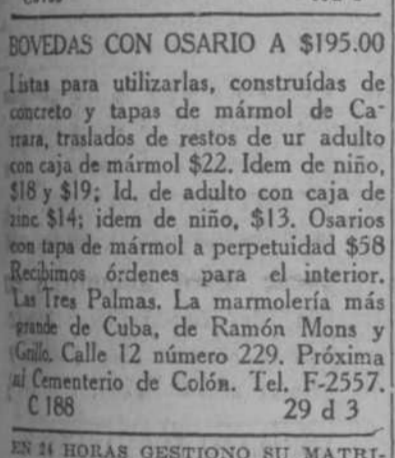 BOVEDAS CON OSARIO A $195.00
Listas para utilizarlas, construídas de
concreto y tapas de mármol de Ca-
rrara, traslados de restos de ur adulto
con caja de mármol $22. Idem de niño,
$18 y $19; Id. de adulto con caja de
zinc $14; idem de niño, $13. Osarios
con tapa de mármol a perpetuidad $58
Recibimos órdenes para el interior.
Las Tres Palmas. La marmolería más
grande de Cuba, de Ramón Mons y
Grillo. Calle 12 número 229. Próxima
al Cementerio de Colón. Tel. F-2557.
C 188 29 d 3
EN 24 HORAS GESTIONO SU MATRI-